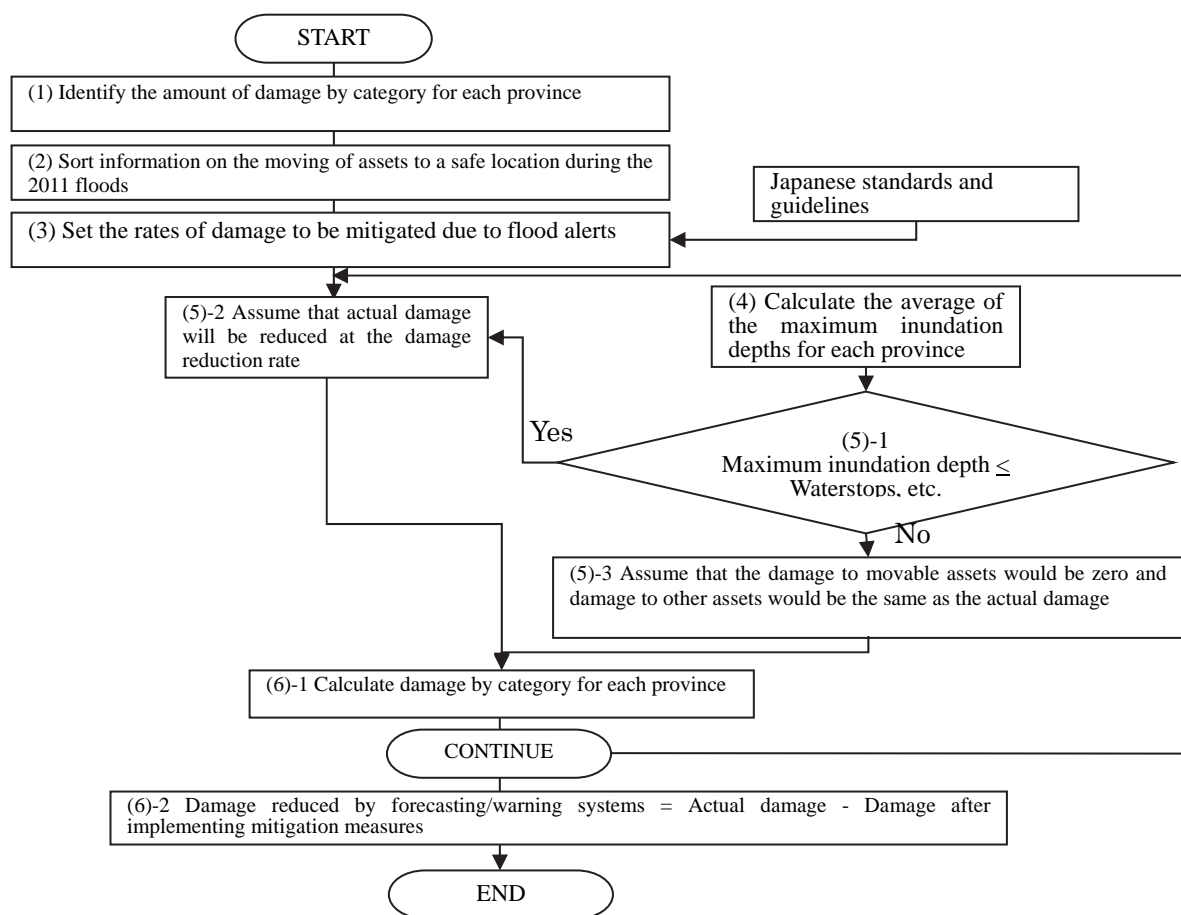 START
(1) Identify the amount of damage by category for each province
(2) Sort information on the moving of assets to a safe location during the
2011 floods
Japanese standards and
guidelines
(3) Set the rates of damage to be mitigated due to flood alerts
(5)-2 Assume that actual damage
will be reduced at the damage
reduction rate
(4) Calculate the average of
the maximum inundation
depths for each province
Yes
(5)-1
Maximum inundation depth ≤
Waterstops, etc.
No
(5)-3 Assume that the damage to movable assets would be zero and
damage to other assets would be the same as the actual damage
(6)-1 Calculate damage by category for each province
CONTINUE
(6)-2 Damage reduced by forecasting/warning systems = Actual damage - Damage after
implementing mitigation measures
END